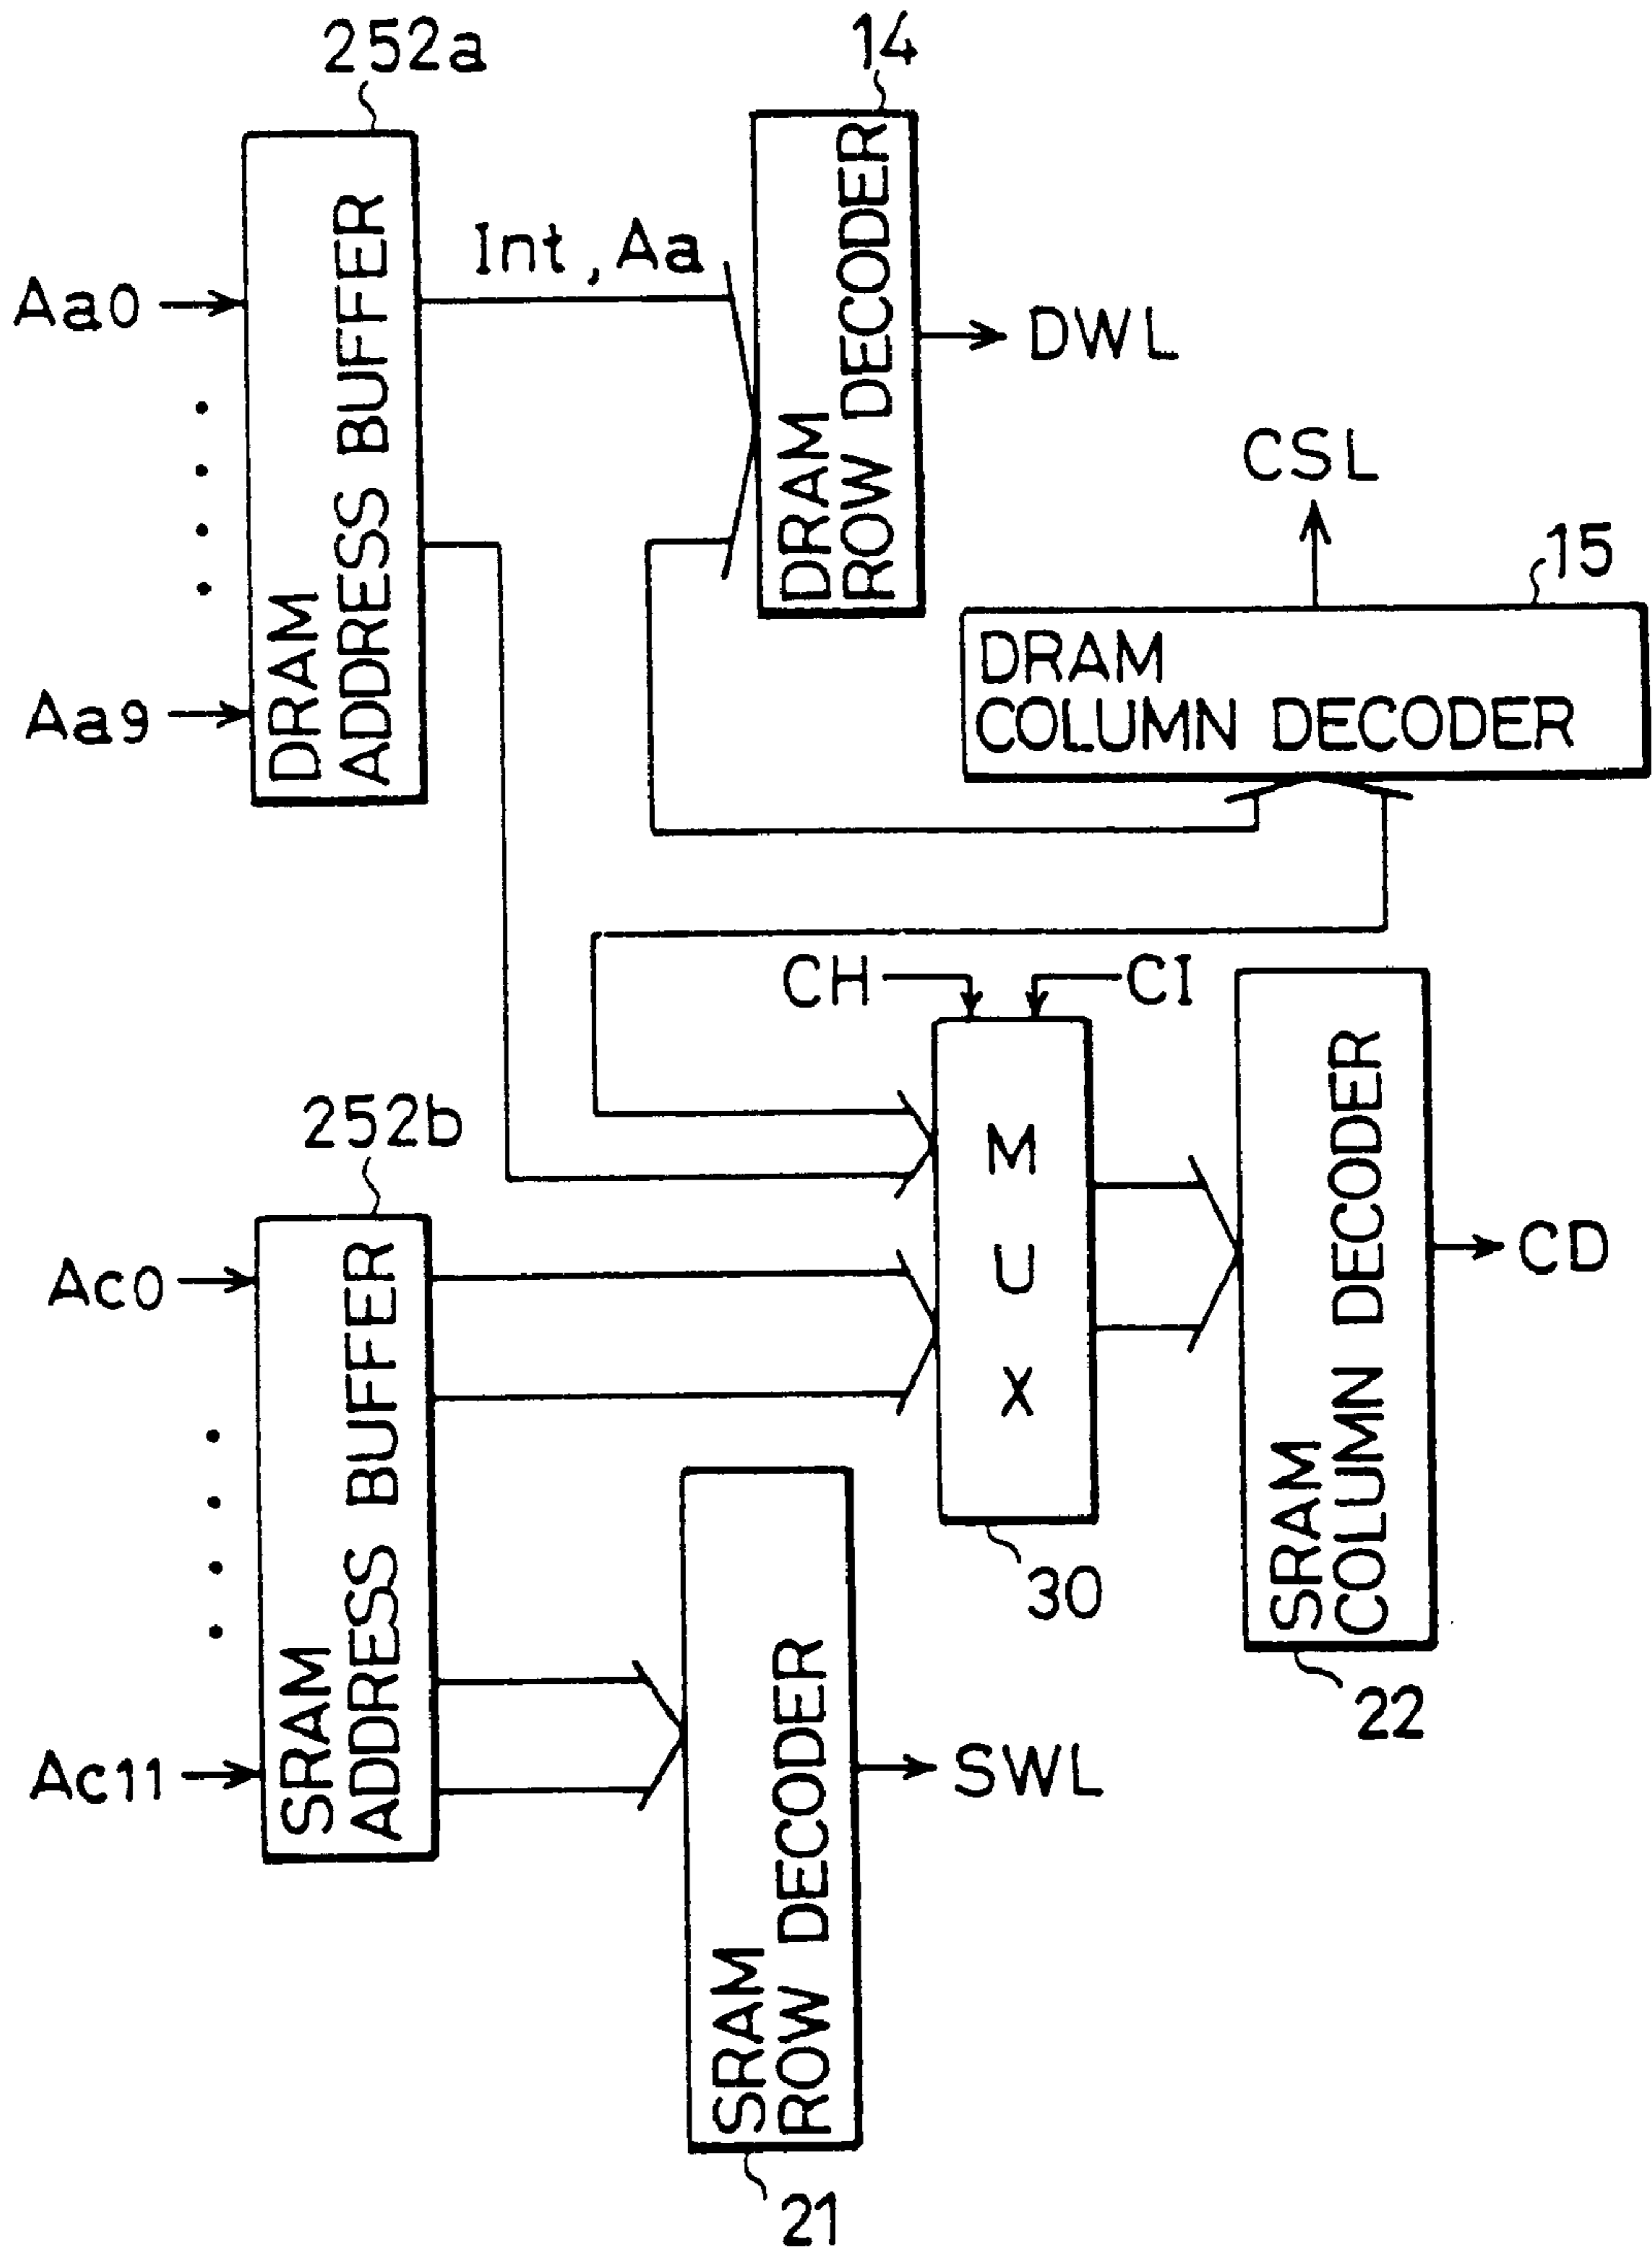 252a
14
Int, Aa
Aa0
Aa9
DRAM
ADDRESS BUFFER
DRAM
ROW DECODER
DWL
CSL
15
DRAM
COLUMN DECODER
CH
CI
252b
Ac0
Ac11
SRAM
ADDRESS BUFFER
MUX
30
SRAM
COLUMN DECODER
CD
22
SRAM
ROW DECODER
SWL
21